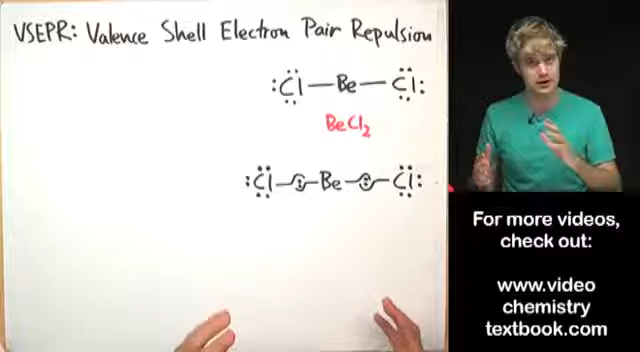 VSEPR: Valence Shell Electron Pair Repulsion
:Cl—Be—Cl:
BeCl₂
:Cl—:—Be—:—Cl:
For more videos,
check out:
www.video
chemistry
textbook.com